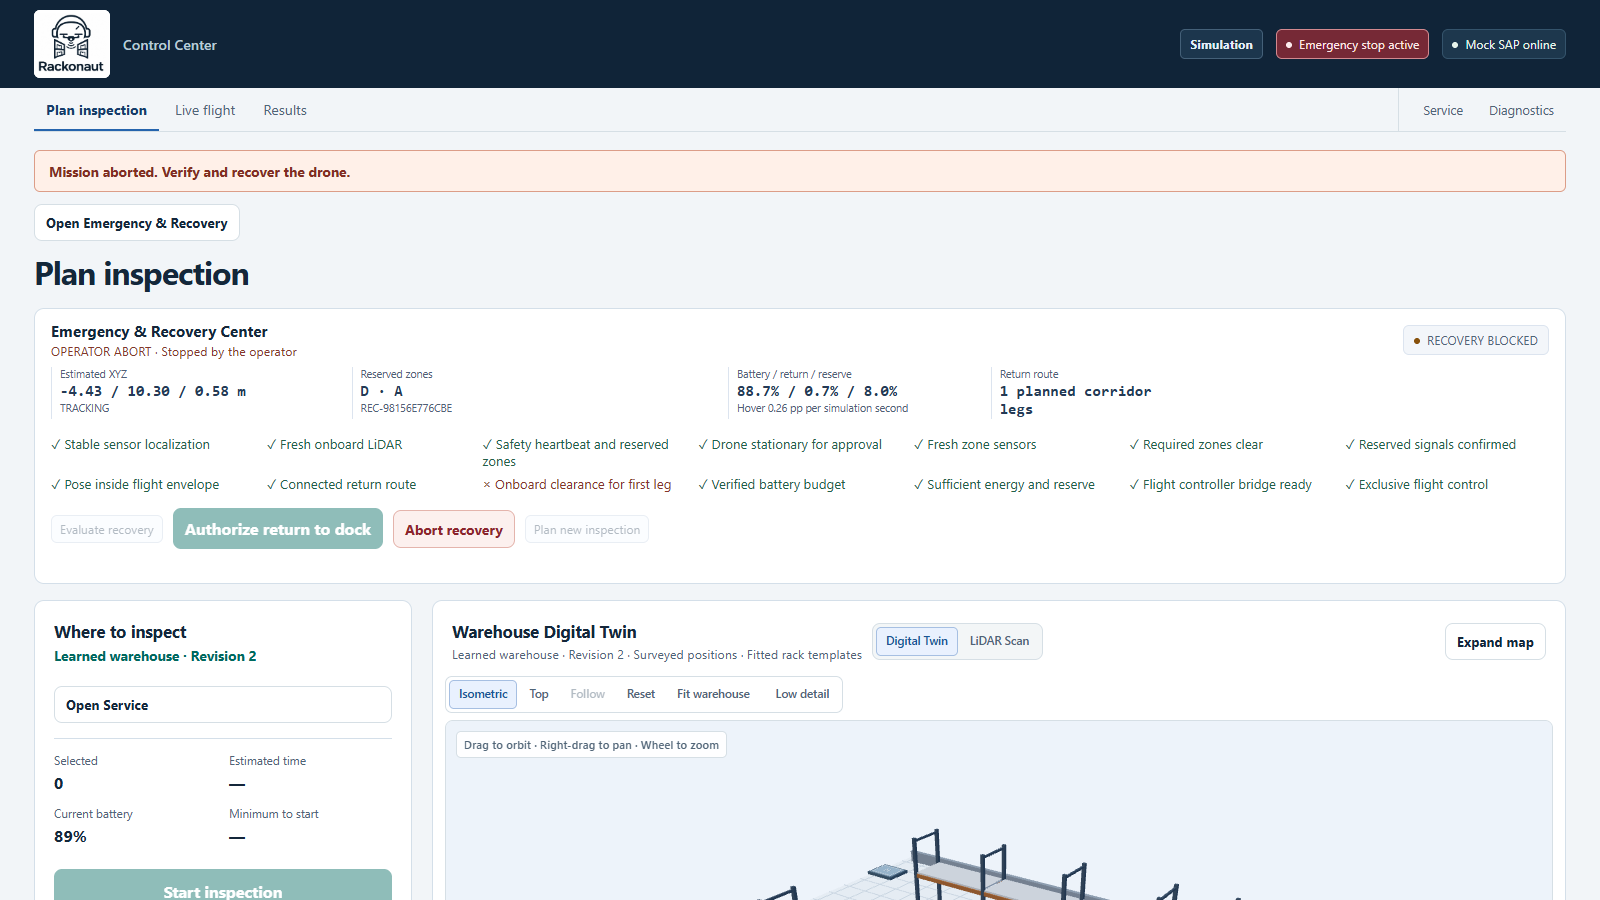 Rackonaut
Control Center
Simulation
Emergency stop active
Mock SAP online
Plan inspection
Live flight
Results
Service
Diagnostics
Mission aborted. Verify and recover the drone.
Open Emergency & Recovery
Plan inspection
Emergency & Recovery Center
OPERATOR ABORT · Stopped by the operator
RECOVERY BLOCKED
Estimated XYZ
-4.43 / 10.30 / 0.58 m
TRACKING
Reserved zones
D · A
REC-98156E776CBE
Battery / return / reserve
88.7% / 0.7% / 8.0%
Hover 0.26 pp per simulation second
Return route
1 planned corridor
legs
✓ Stable sensor localization
✓ Fresh onboard LiDAR
✓ Safety heartbeat and reserved
zones
✓ Drone stationary for approval
✓ Fresh zone sensors
✓ Required zones clear
✓ Reserved signals confirmed
✓ Pose inside flight envelope
✓ Connected return route
× Onboard clearance for first leg
✓ Verified battery budget
✓ Sufficient energy and reserve
✓ Flight controller bridge ready
✓ Exclusive flight control
Evaluate recovery
Authorize return to dock
Abort recovery
Plan new inspection
Where to inspect
Learned warehouse · Revision 2
Open Service
Selected
0
Estimated time
—
Current battery
89%
Minimum to start
—
Start inspection
Warehouse Digital Twin
Learned warehouse · Revision 2 · Surveyed positions · Fitted rack templates
Digital Twin
LiDAR Scan
Expand map
Isometric
Top
Follow
Reset
Fit warehouse
Low detail
Drag to orbit · Right-drag to pan · Wheel to zoom